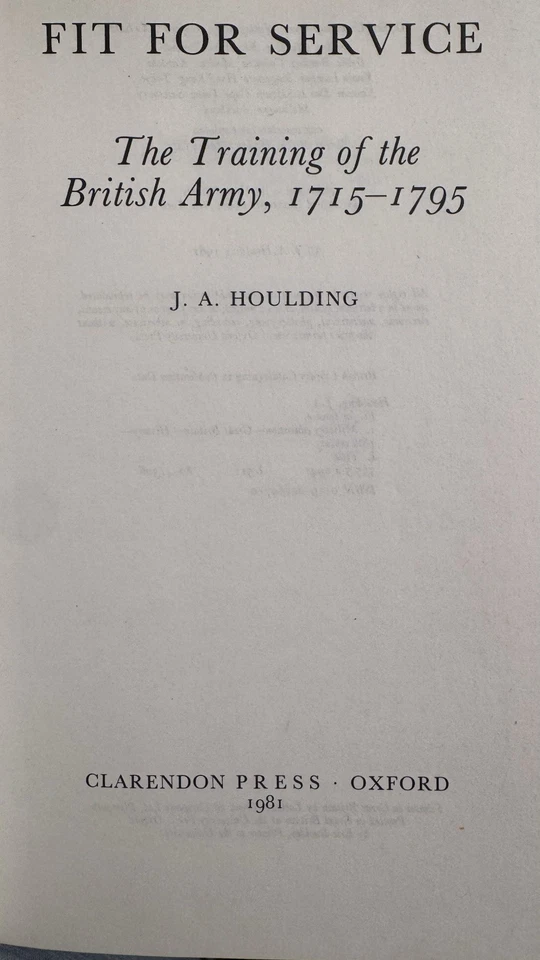 FIT FOR SERVICE
The Training of the
British Army, 1715–1795
J. A. HOULDING
CLARENDON PRESS · OXFORD
1981